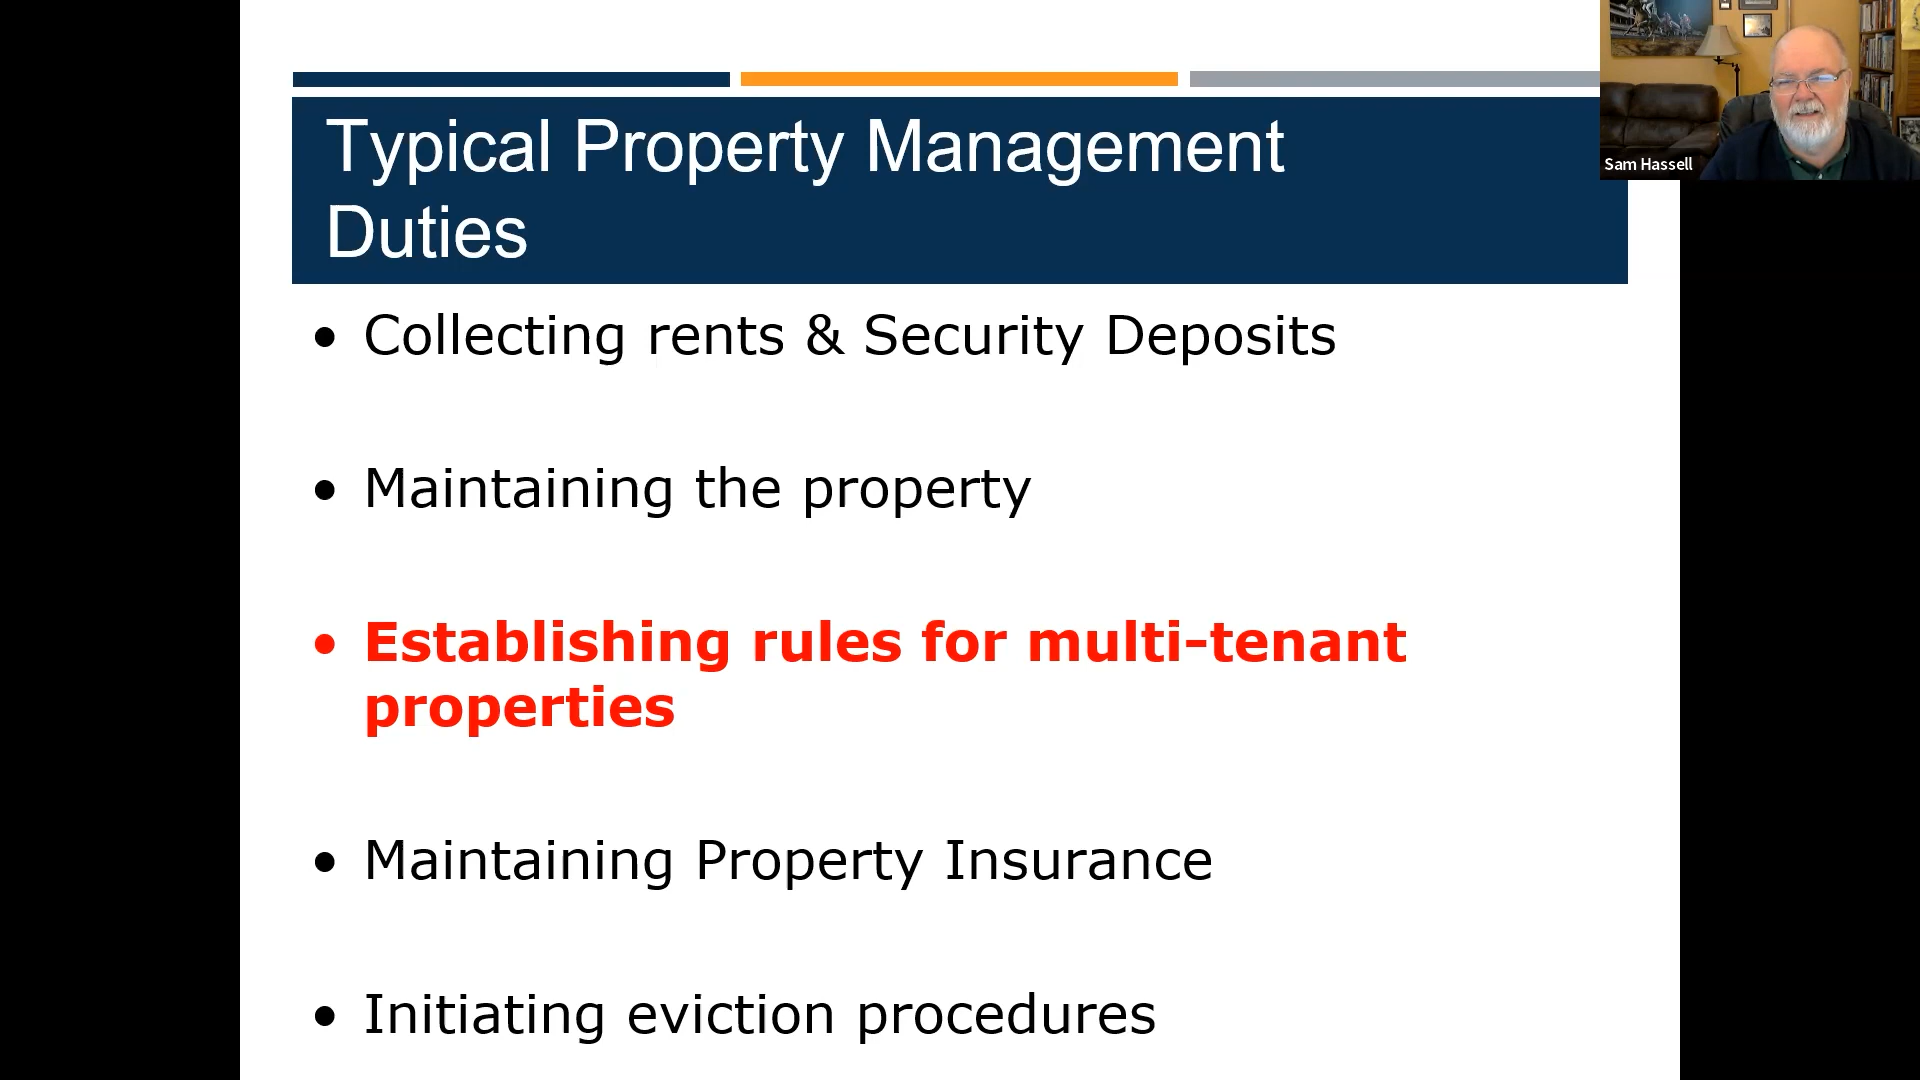 Typical Property Management
Duties
Sam Hassell
• Collecting rents & Security Deposits
• Maintaining the property
• Establishing rules for multi-tenant
properties
• Maintaining Property Insurance
• Initiating eviction procedures